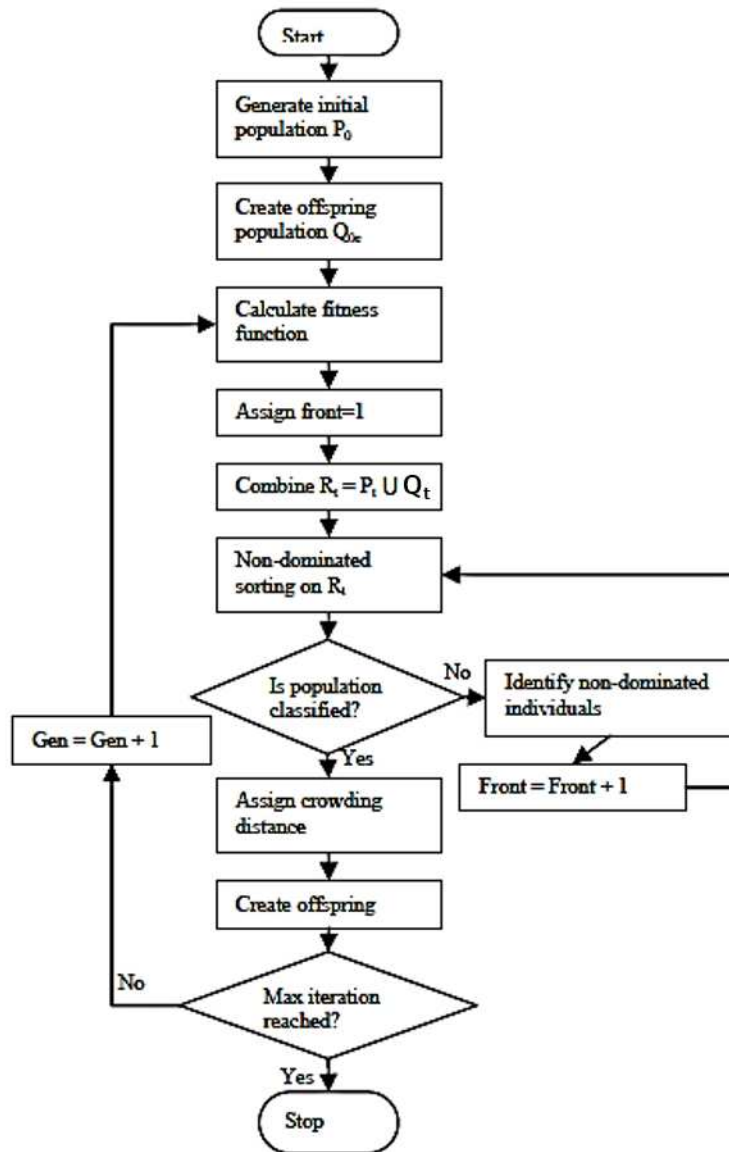 Start
Generate initial
population P₀
Create offspring
population Q
Calculate fitness
function
Assign front=1
Combine Rₜ = Pₜ ∪ Qₜ
Non-dominated
sorting on Rₜ
Is population
classified?
No
Identify non-dominated
individuals
Gen = Gen + 1
Yes
Front = Front + 1
Assign crowding
distance
Create offspring
No
Max iteration
reached?
Yes
Stop